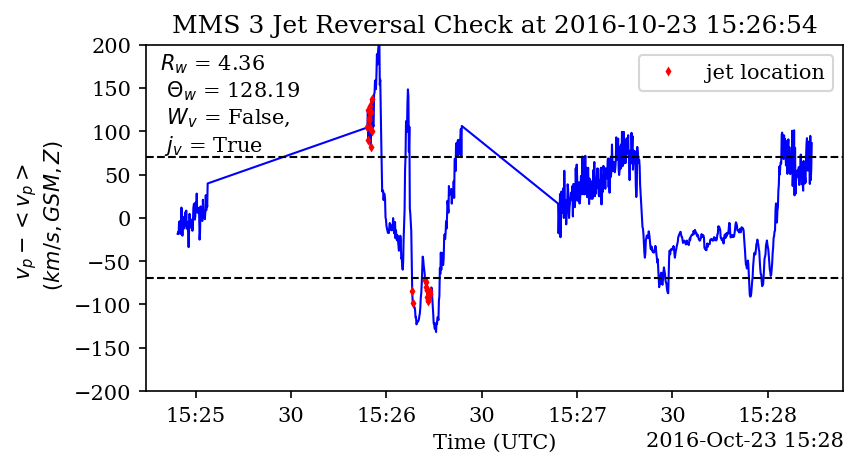 MMS 3 Jet Reversal Check at 2016-10-23 15:26:54
R_w = 4.36
Θ_w = 128.19
W_v = False,
j_v = True
jet location
v_p − < v_p >
(km/s, GSM, Z)
200
150
100
50
0
−50
−100
−150
−200
15:25 30 15:26 30 15:27 30 15:28
Time (UTC) 2016-Oct-23 15:28